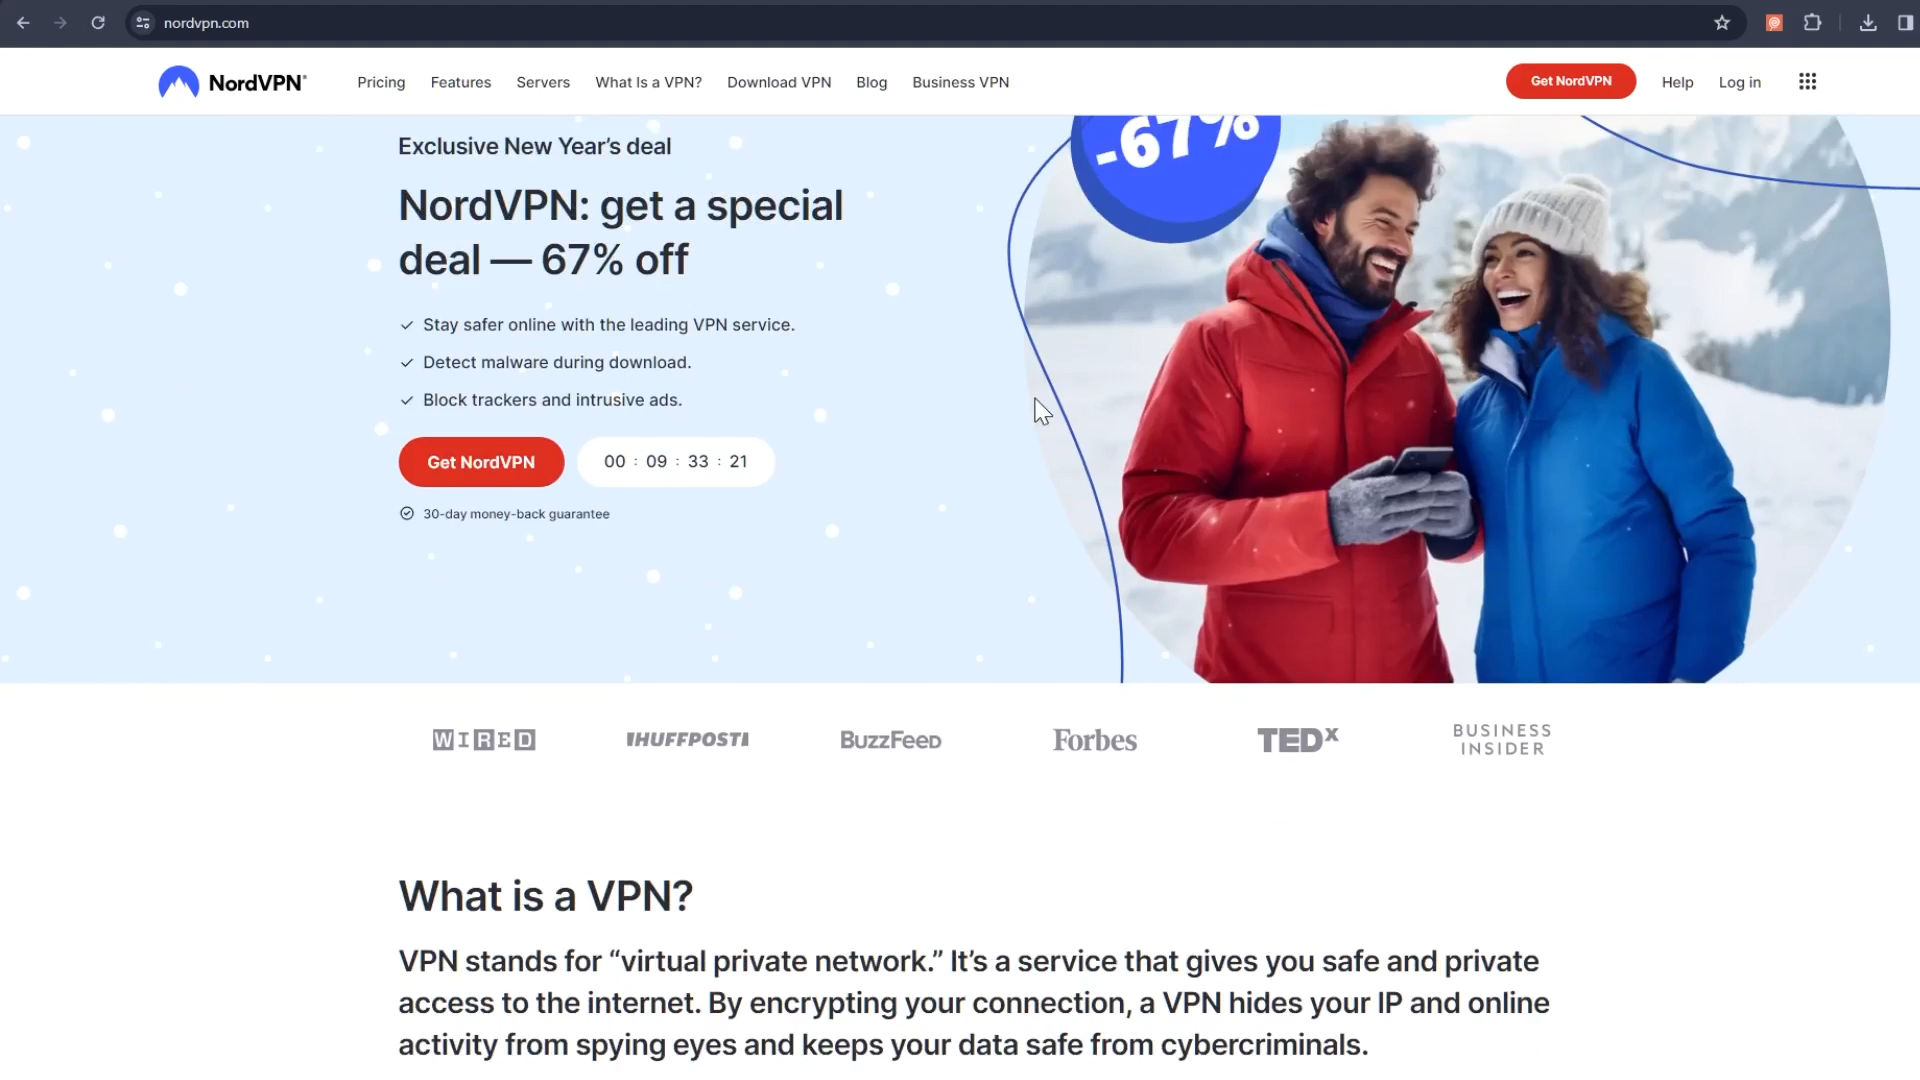 nordvpn.com
NordVPN®
Pricing
Features
Servers
What Is a VPN?
Download VPN
Blog
Business VPN
Get NordVPN
Help
Log in
Exclusive New Year’s deal
NordVPN: get a special
deal — 67% off
Stay safer online with the leading VPN service.
Detect malware during download.
Block trackers and intrusive ads.
Get NordVPN
00 : 09 : 33 : 21
30-day money-back guarantee
-67%
WIRED
HUFFPOST
BuzzFeed
Forbes
TEDx
BUSINESS
INSIDER
What is a VPN?
VPN stands for “virtual private network.” It’s a service that gives you safe and private
access to the internet. By encrypting your connection, a VPN hides your IP and online
activity from spying eyes and keeps your data safe from cybercriminals.